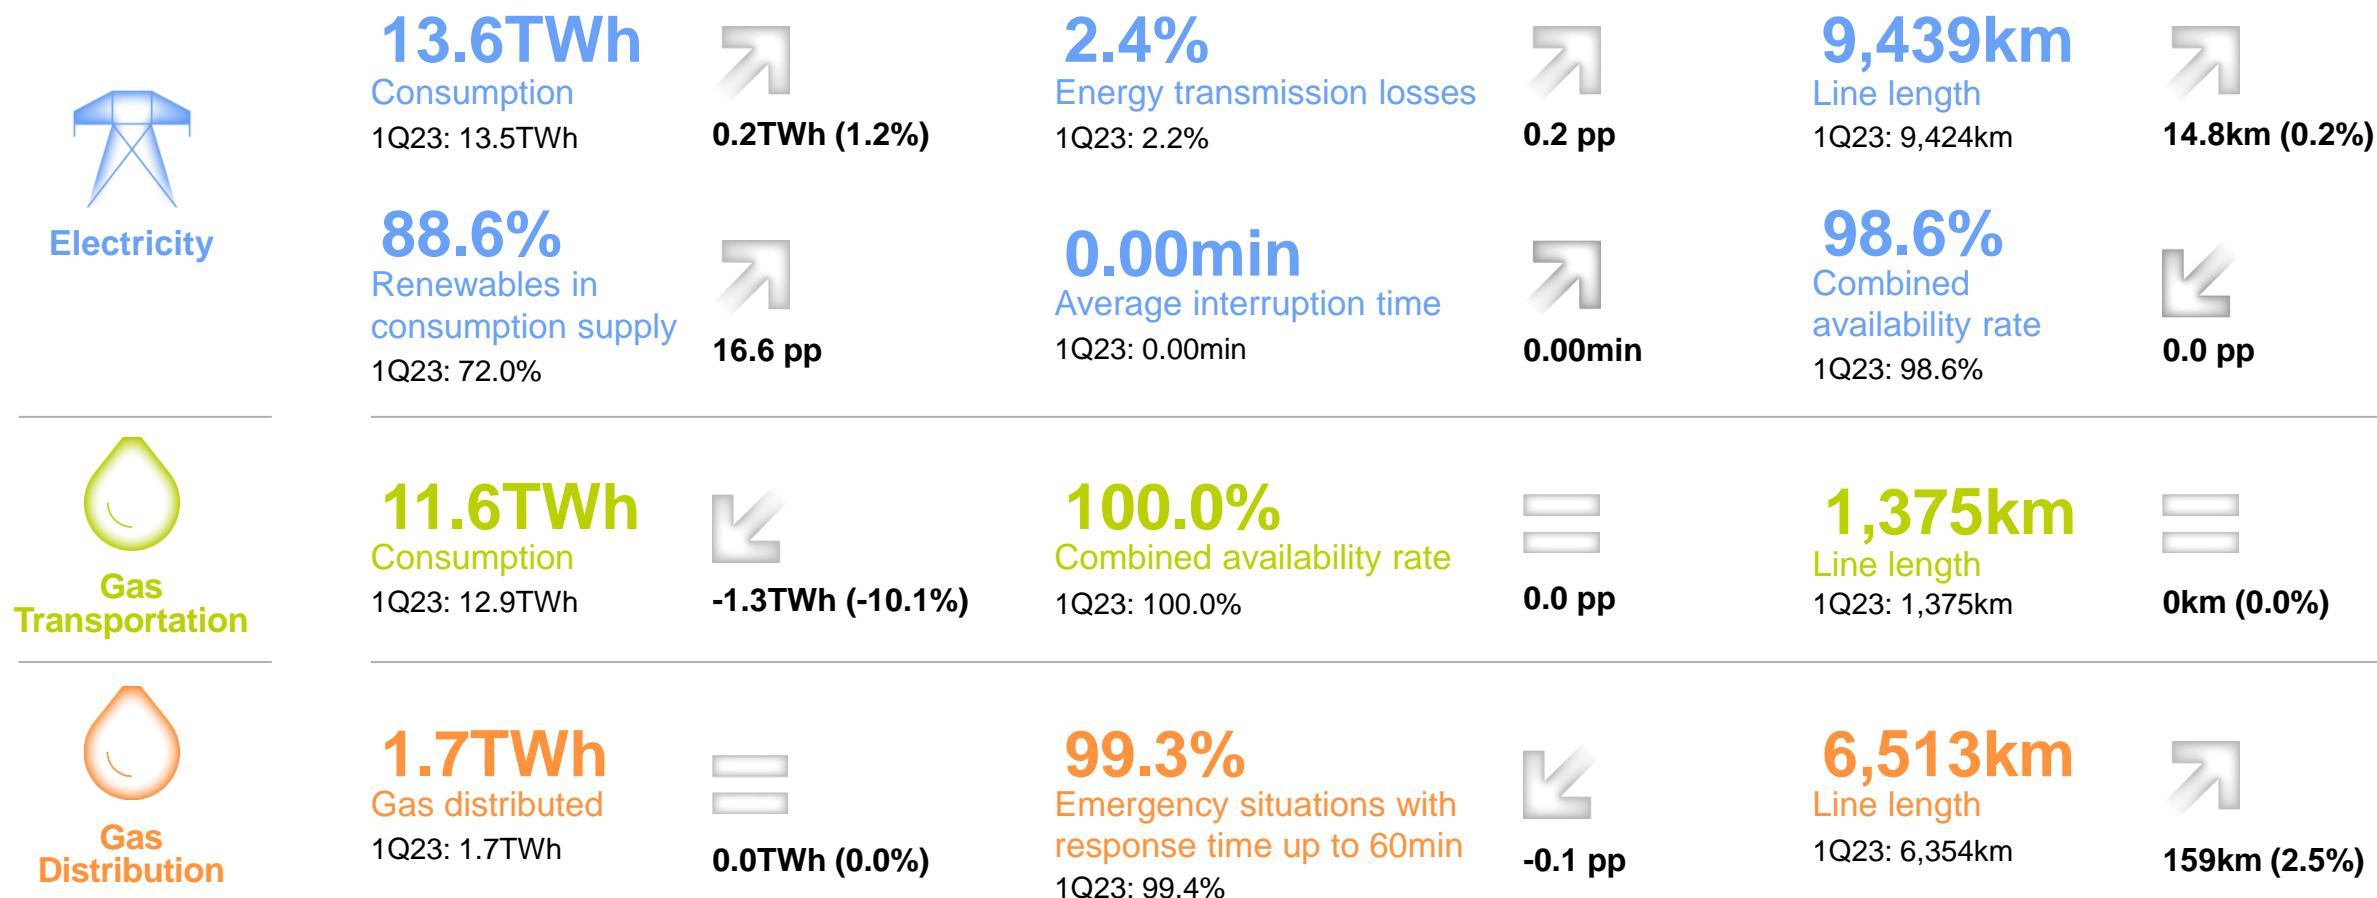 Electricity
13.6TWh
Consumption
1Q23: 13.5TWh
0.2TWh (1.2%)
2.4%
Energy transmission losses
1Q23: 2.2%
0.2 pp
9,439km
Line length
1Q23: 9,424km
14.8km (0.2%)
88.6%
Renewables in
consumption supply
1Q23: 72.0%
16.6 pp
0.00min
Average interruption time
1Q23: 0.00min
0.00min
98.6%
Combined
availability rate
1Q23: 98.6%
0.0 pp
Gas
Transportation
11.6TWh
Consumption
1Q23: 12.9TWh
-1.3TWh (-10.1%)
100.0%
Combined availability rate
1Q23: 100.0%
0.0 pp
1,375km
Line length
1Q23: 1,375km
0km (0.0%)
Gas
Distribution
1.7TWh
Gas distributed
1Q23: 1.7TWh
0.0TWh (0.0%)
99.3%
Emergency situations with
response time up to 60min
1Q23: 99.4%
-0.1 pp
6,513km
Line length
1Q23: 6,354km
159km (2.5%)